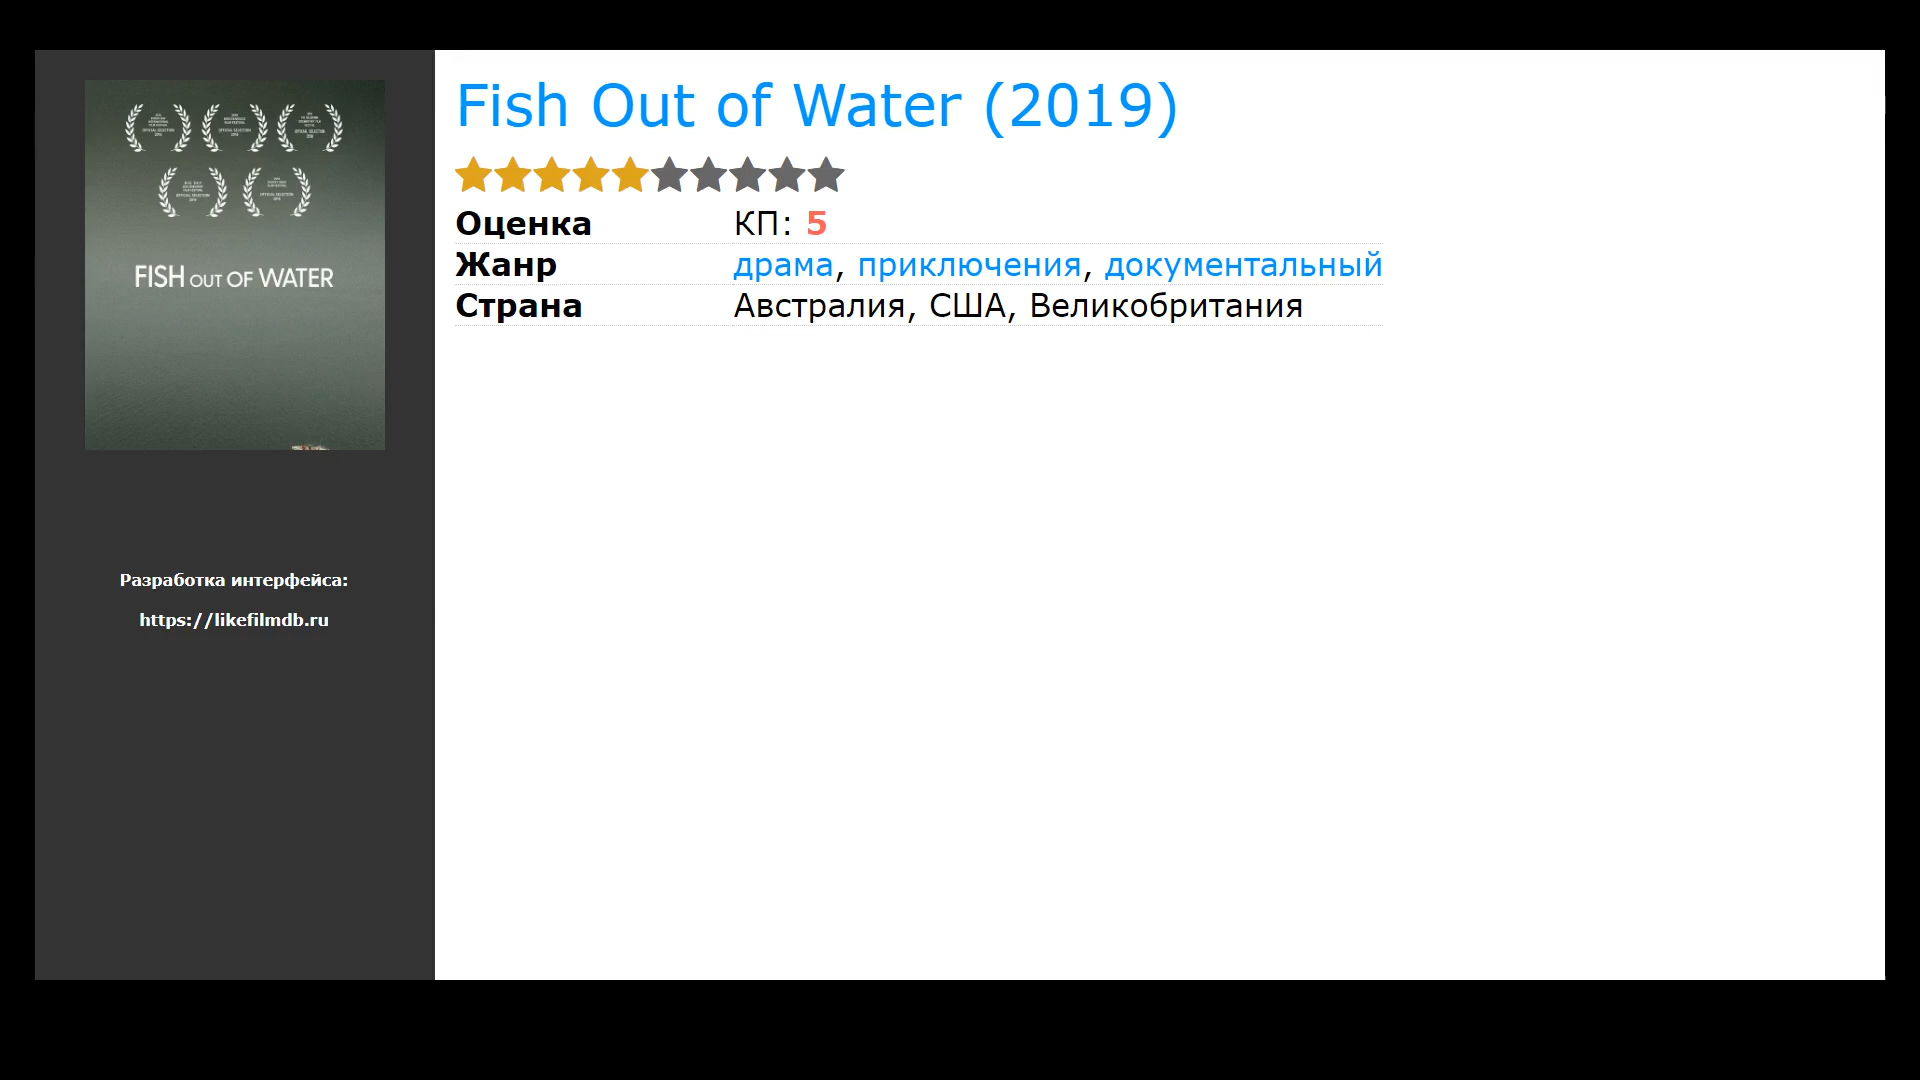 Fish Out of Water (2019)
Оценка КП: 5
Жанр драма, приключения, документальный
Страна Австралия, США, Великобритания
FISH OUT OF WATER
Разработка интерфейса:
https://likefilmdb.ru